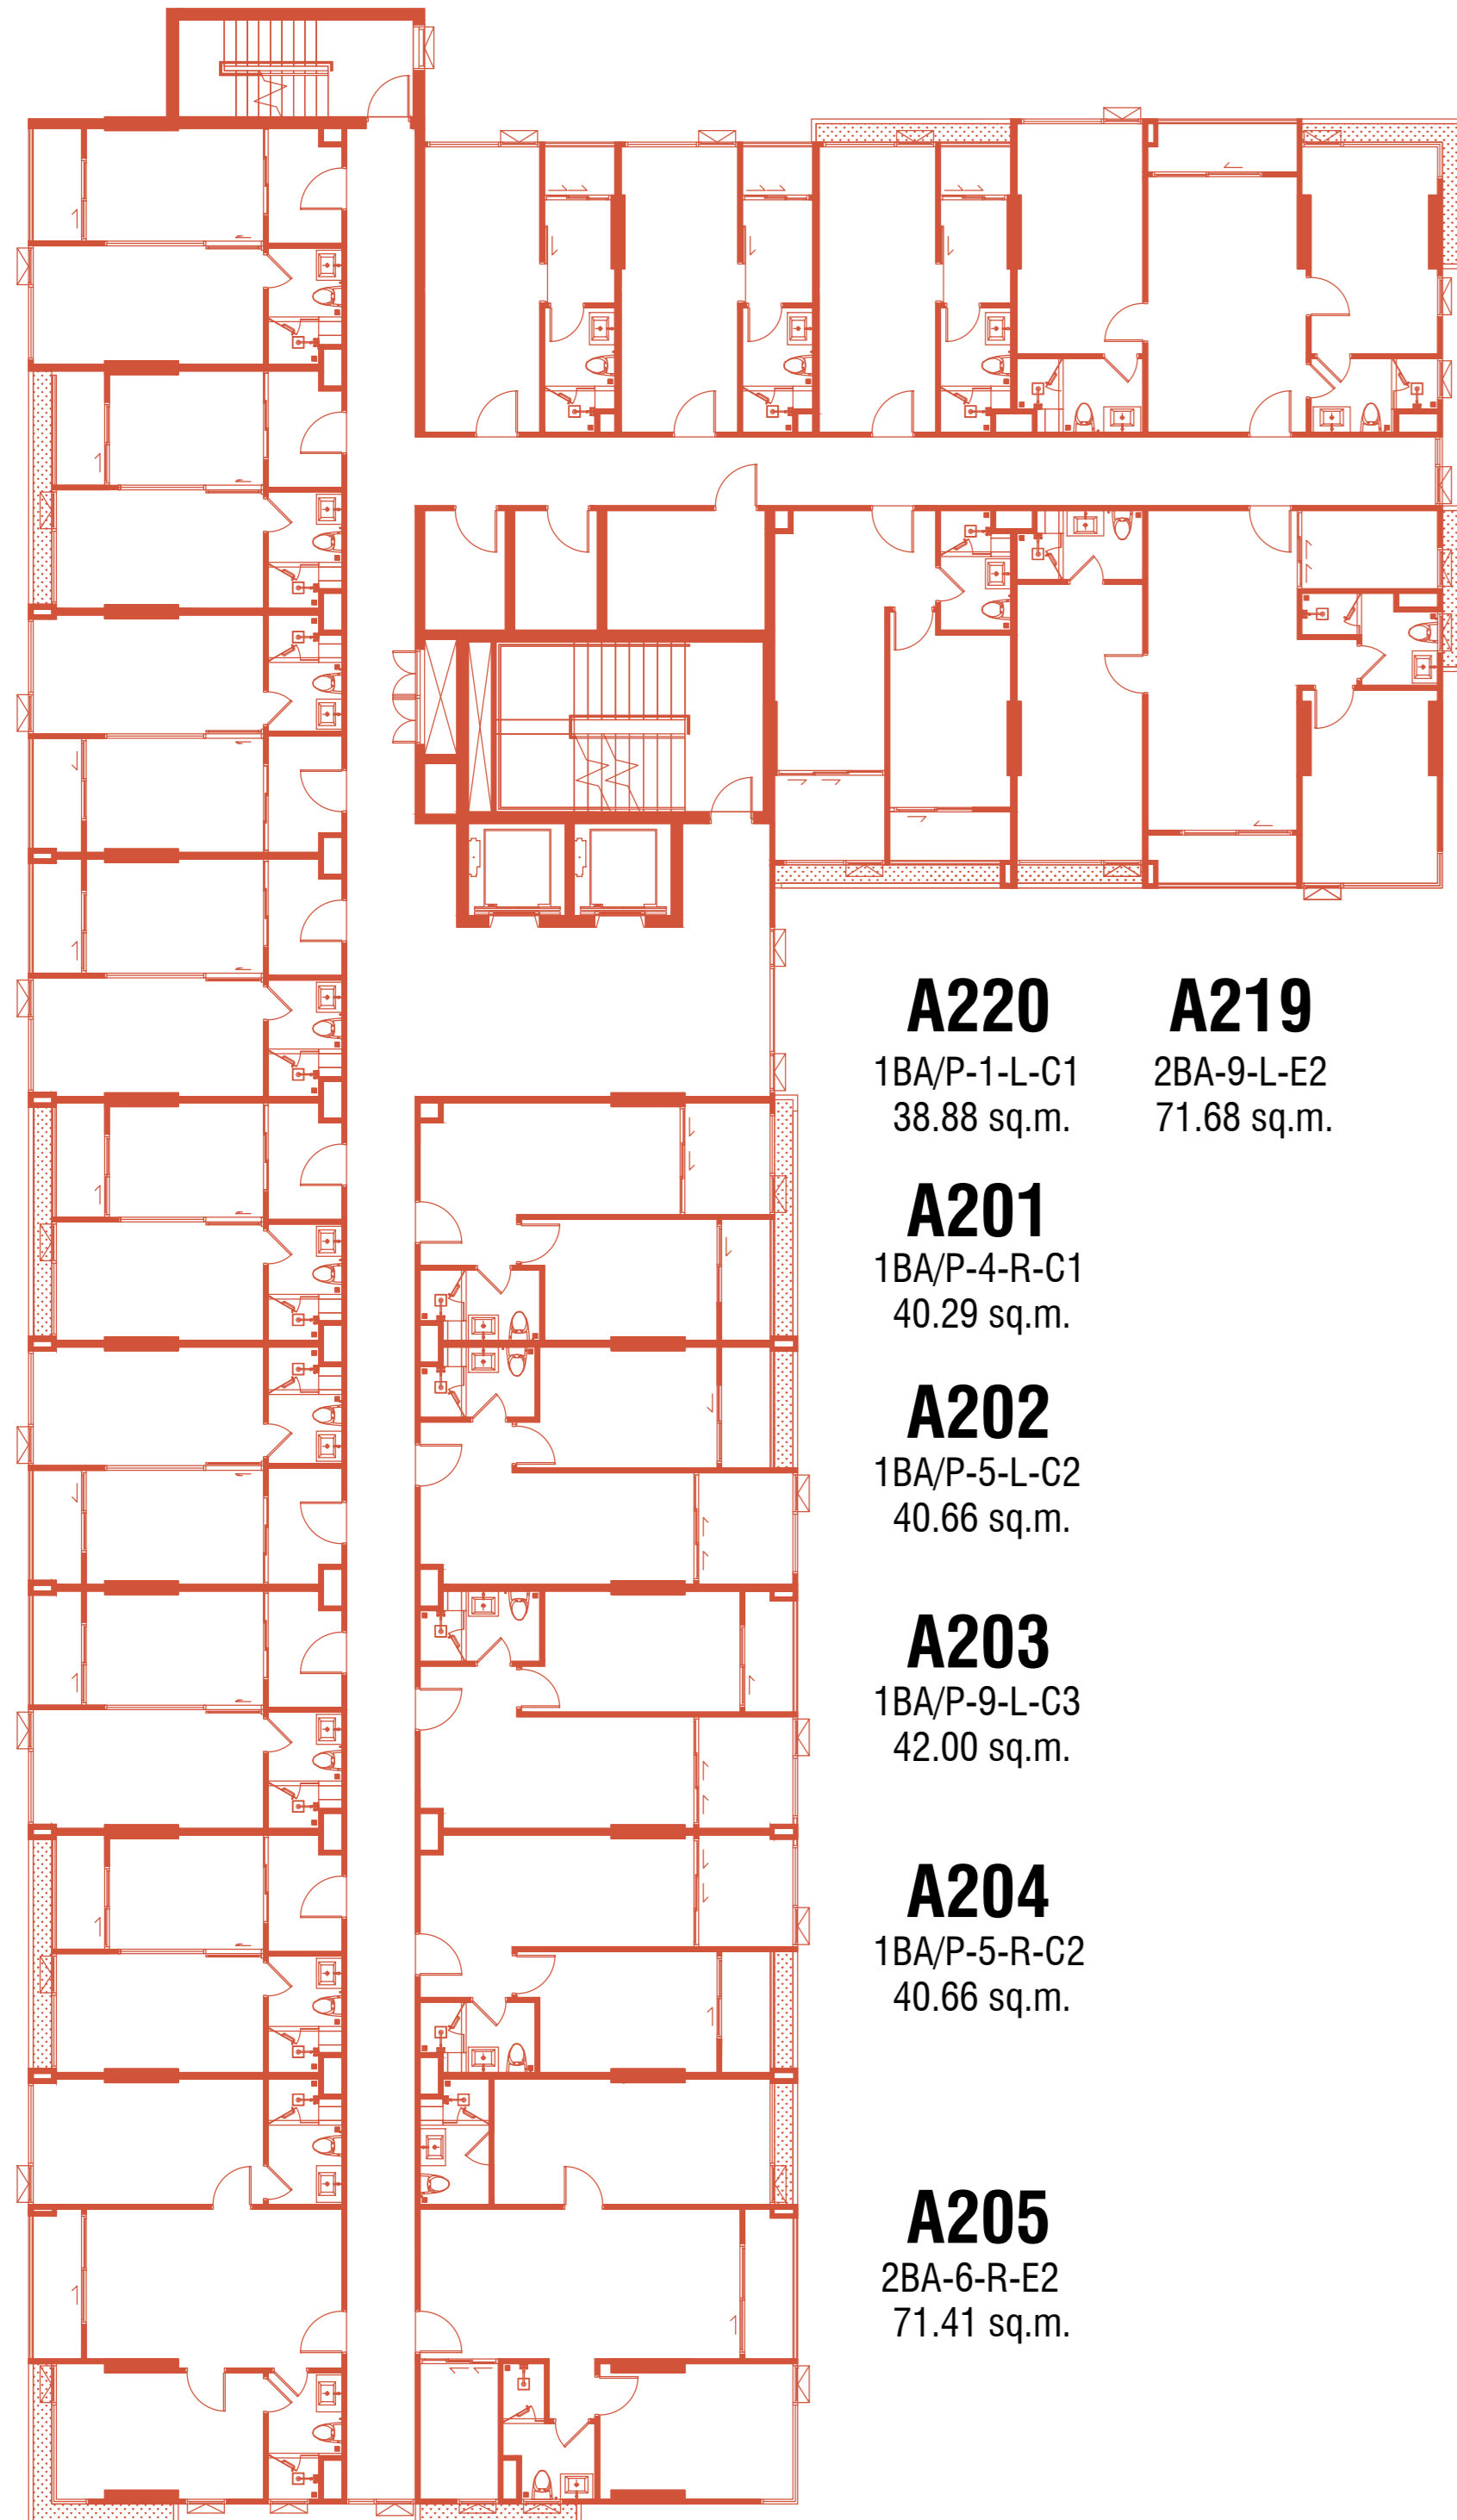 A220
1BA/P-1-L-C1
38.88 sq.m.
A219
2BA-9-L-E2
71.68 sq.m.
A201
1BA/P-4-R-C1
40.29 sq.m.
A202
1BA/P-5-L-C2
40.66 sq.m.
A203
1BA/P-9-L-C3
42.00 sq.m.
A204
1BA/P-5-R-C2
40.66 sq.m.
A205
2BA-6-R-E2
71.41 sq.m.